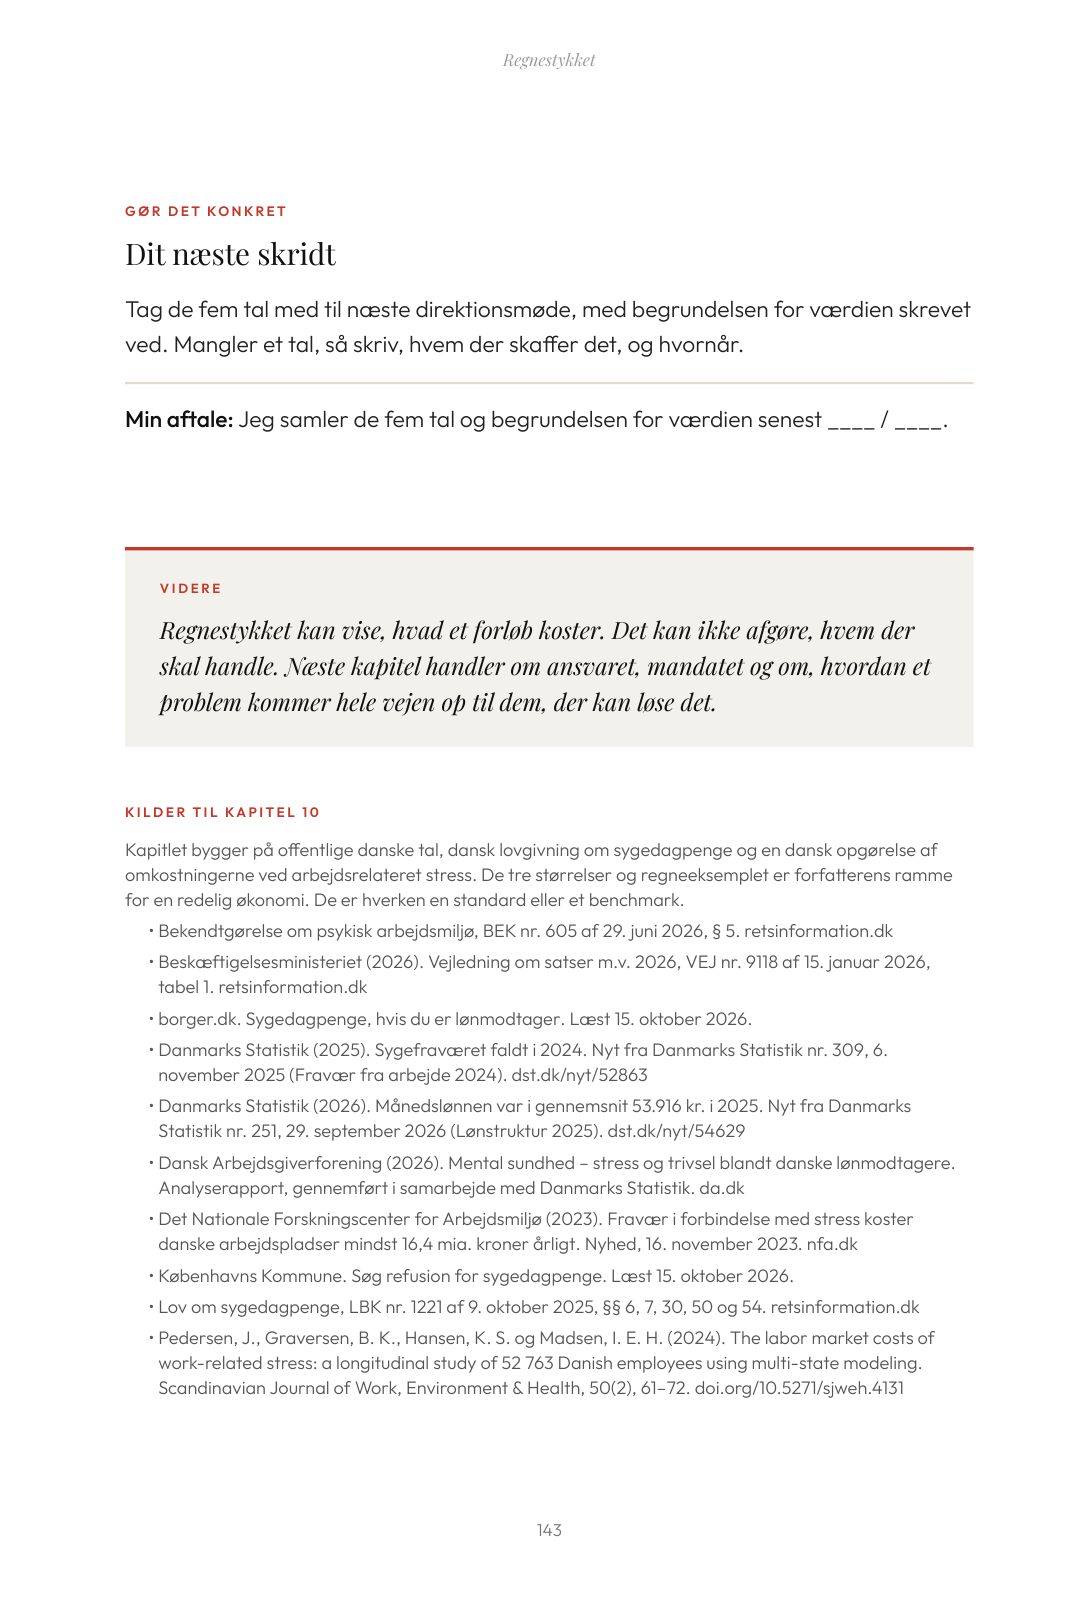 Regnestykket
GØR DET KONKRET
Dit næste skridt
Tag de fem tal med til næste direktionsmøde, med begrundelsen for værdien skrevet
ved. Mangler et tal, så skriv, hvem der skaffer det, og hvornår.
Min aftale: Jeg samler de fem tal og begrundelsen for værdien senest ____ / ____.
VIDERE
Regnestykket kan vise, hvad et forløb koster. Det kan ikke afgøre, hvem der
skal handle. Næste kapitel handler om ansvaret, mandatet og om, hvordan et
problem kommer hele vejen op til dem, der kan løse det.
KILDER TIL KAPITEL 10
Kapitlet bygger på offentlige danske tal, dansk lovgivning om sygedagpenge og en dansk opgørelse af
omkostningerne ved arbejdsrelateret stress. De tre størrelser og regneeksemplet er forfatterens ramme
for en redelig økonomi. De er hverken en standard eller et benchmark.
• Bekendtgørelse om psykisk arbejdsmiljø, BEK nr. 605 af 29. juni 2026, § 5. retsinformation.dk
• Beskæftigelsesministeriet (2026). Vejledning om satser m.v. 2026, VEJ nr. 9118 af 15. januar 2026,
tabel 1. retsinformation.dk
• borger.dk. Sygedagpenge, hvis du er lønmodtager. Læst 15. oktober 2026.
• Danmarks Statistik (2025). Sygefraværet faldt i 2024. Nyt fra Danmarks Statistik nr. 309, 6.
november 2025 (Fravær fra arbejde 2024). dst.dk/nyt/52863
• Danmarks Statistik (2026). Månedslønnen var i gennemsnit 53.916 kr. i 2025. Nyt fra Danmarks
Statistik nr. 251, 29. september 2026 (Lønstruktur 2025). dst.dk/nyt/54629
• Dansk Arbejdsgiverforening (2026). Mental sundhed – stress og trivsel blandt danske lønmodtagere.
Analyserapport, gennemført i samarbejde med Danmarks Statistik. da.dk
• Det Nationale Forskningscenter for Arbejdsmiljø (2023). Fravær i forbindelse med stress koster
danske arbejdspladser mindst 16,4 mia. kroner årligt. Nyhed, 16. november 2023. nfa.dk
• Københavns Kommune. Søg refusion for sygedagpenge. Læst 15. oktober 2026.
• Lov om sygedagpenge, LBK nr. 1221 af 9. oktober 2025, §§ 6, 7, 30, 50 og 54. retsinformation.dk
• Pedersen, J., Graversen, B. K., Hansen, K. S. og Madsen, I. E. H. (2024). The labor market costs of
work-related stress: a longitudinal study of 52 763 Danish employees using multi-state modeling.
Scandinavian Journal of Work, Environment & Health, 50(2), 61–72. doi.org/10.5271/sjweh.4131
143